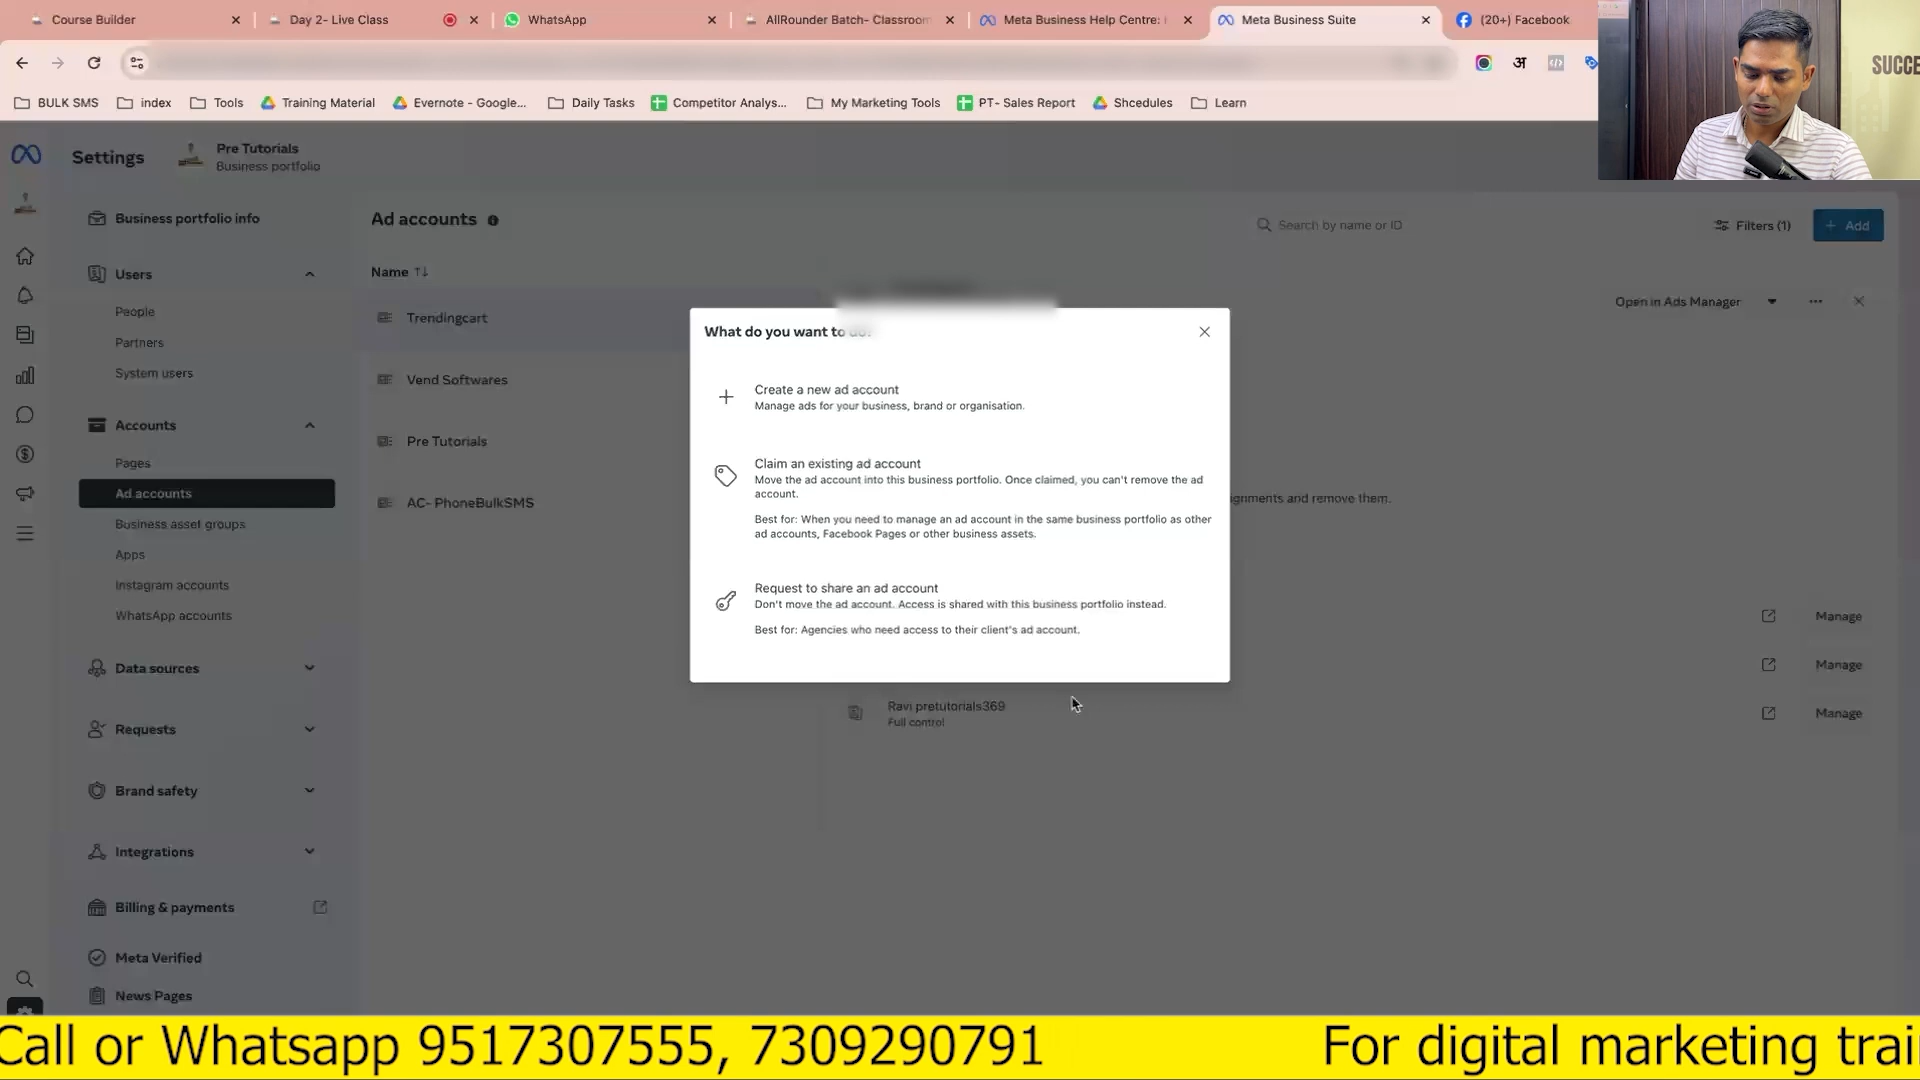 Course Builder
Day 2- Live Class
WhatsApp
AllRounder Batch- Classroom
Meta Business Help Centre:
Meta Business Suite
(20+) Facebook
अ
SUCCE
BULK SMS
index
Tools
Training Material
Evernote - Google...
Daily Tasks
Competitor Analys...
My Marketing Tools
PT- Sales Report
Shcedules
Learn
Settings
Pre Tutorials
Business portfolio
Business portfolio info
Users
People
Partners
System users
Accounts
Pages
Ad accounts
Business asset groups
Apps
Instagram accounts
WhatsApp accounts
Data sources
Requests
Brand safety
Integrations
Billing & payments
Meta Verified
News Pages
Ad accounts
Search by name or ID
Filters (1)
+ Add
Name
Trendingcart
Vend Softwares
Pre Tutorials
AC- PhoneBulkSMS
Open in Ads Manager
What do you want to do?
Create a new ad account
Manage ads for your business, brand or organisation.
Claim an existing ad account
Move the ad account into this business portfolio. Once claimed, you can't remove the ad
account.
Best for: When you need to manage an ad account in the same business portfolio as other
ad accounts, Facebook Pages or other business assets.
Request to share an ad account
Don't move the ad account. Access is shared with this business portfolio instead.
Best for: Agencies who need access to their client's ad account.
ignments and remove them.
Manage
Manage
Ravi pretutorials369
Full control
Manage
Call or Whatsapp 9517307555, 7309290791
For digital marketing trai